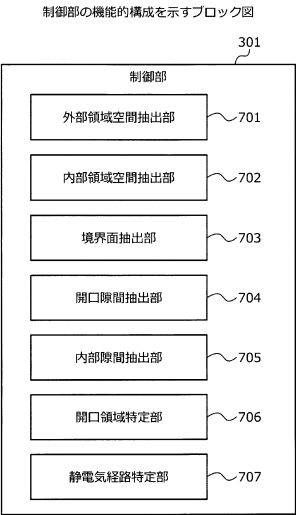 制御部の機能的構成を示すブロック図
301
制御部
外部領域空間抽出部 701
内部領域空間抽出部 702
境界面抽出部 703
開口隙間抽出部 704
内部隙間抽出部 705
開口領域特定部 706
静電気経路特定部 707